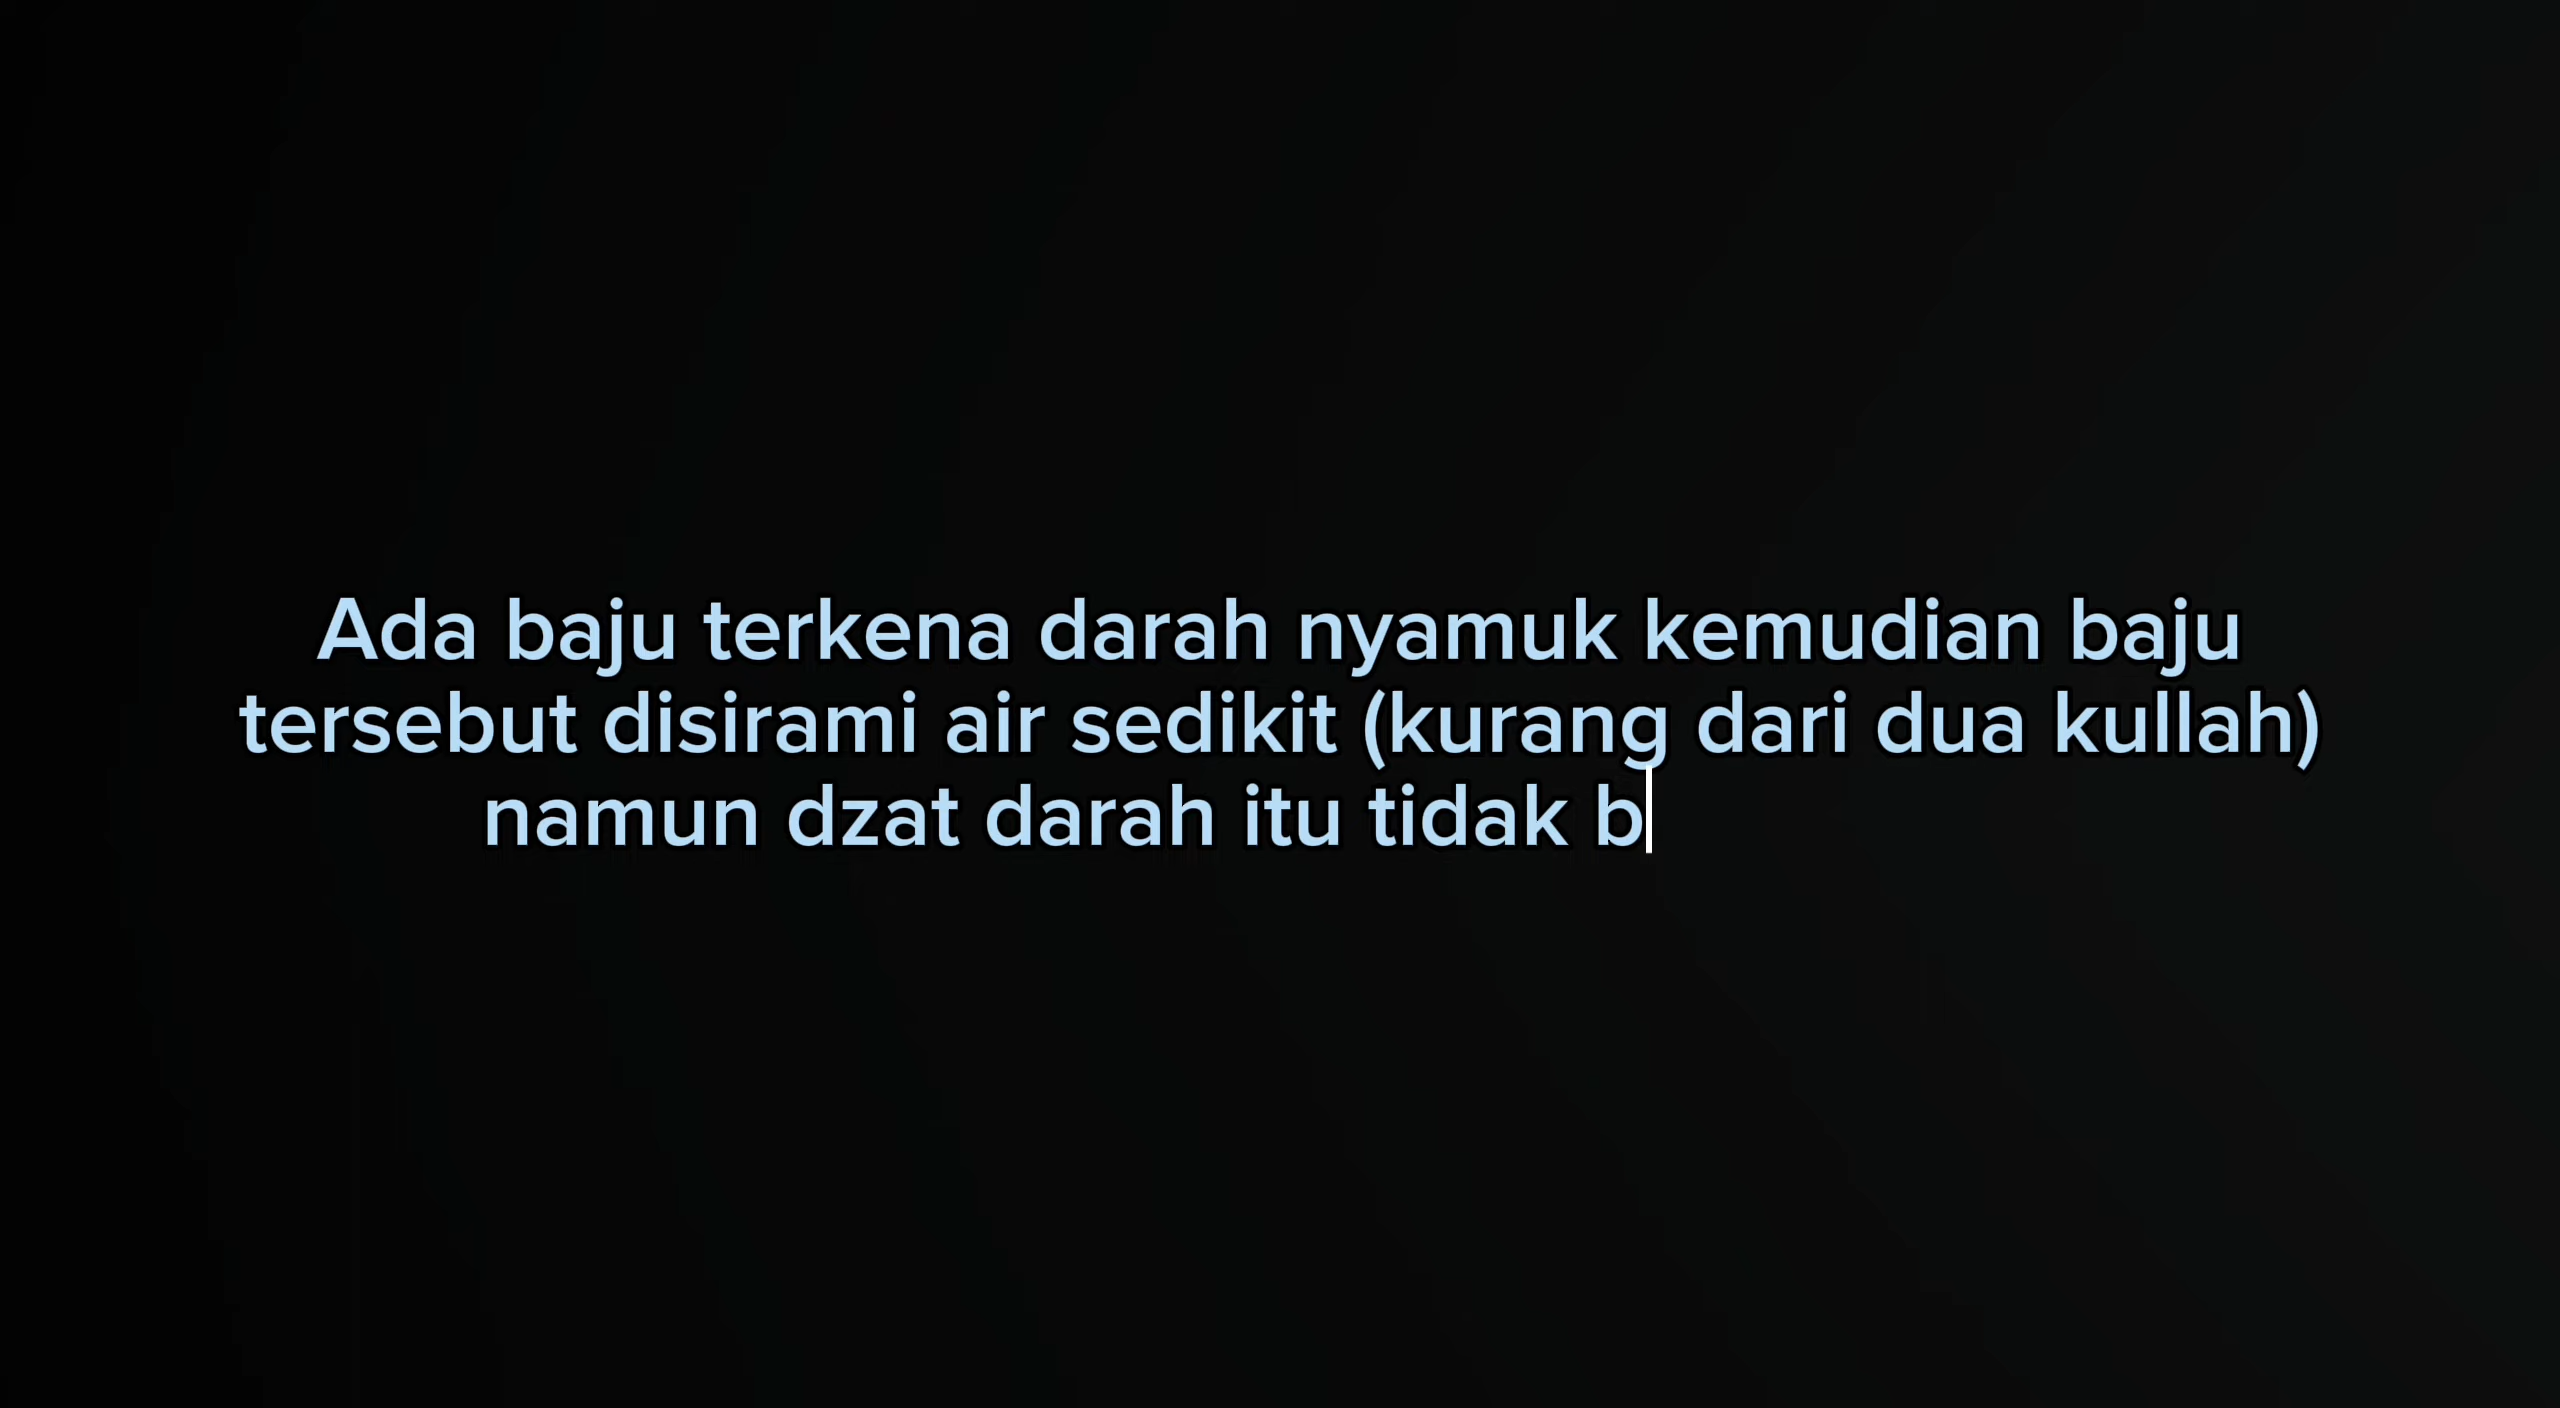 Ada baju terkena darah nyamuk kemudian baju
tersebut disirami air sedikit (kurang dari dua kullah)
namun dzat darah itu tidak b